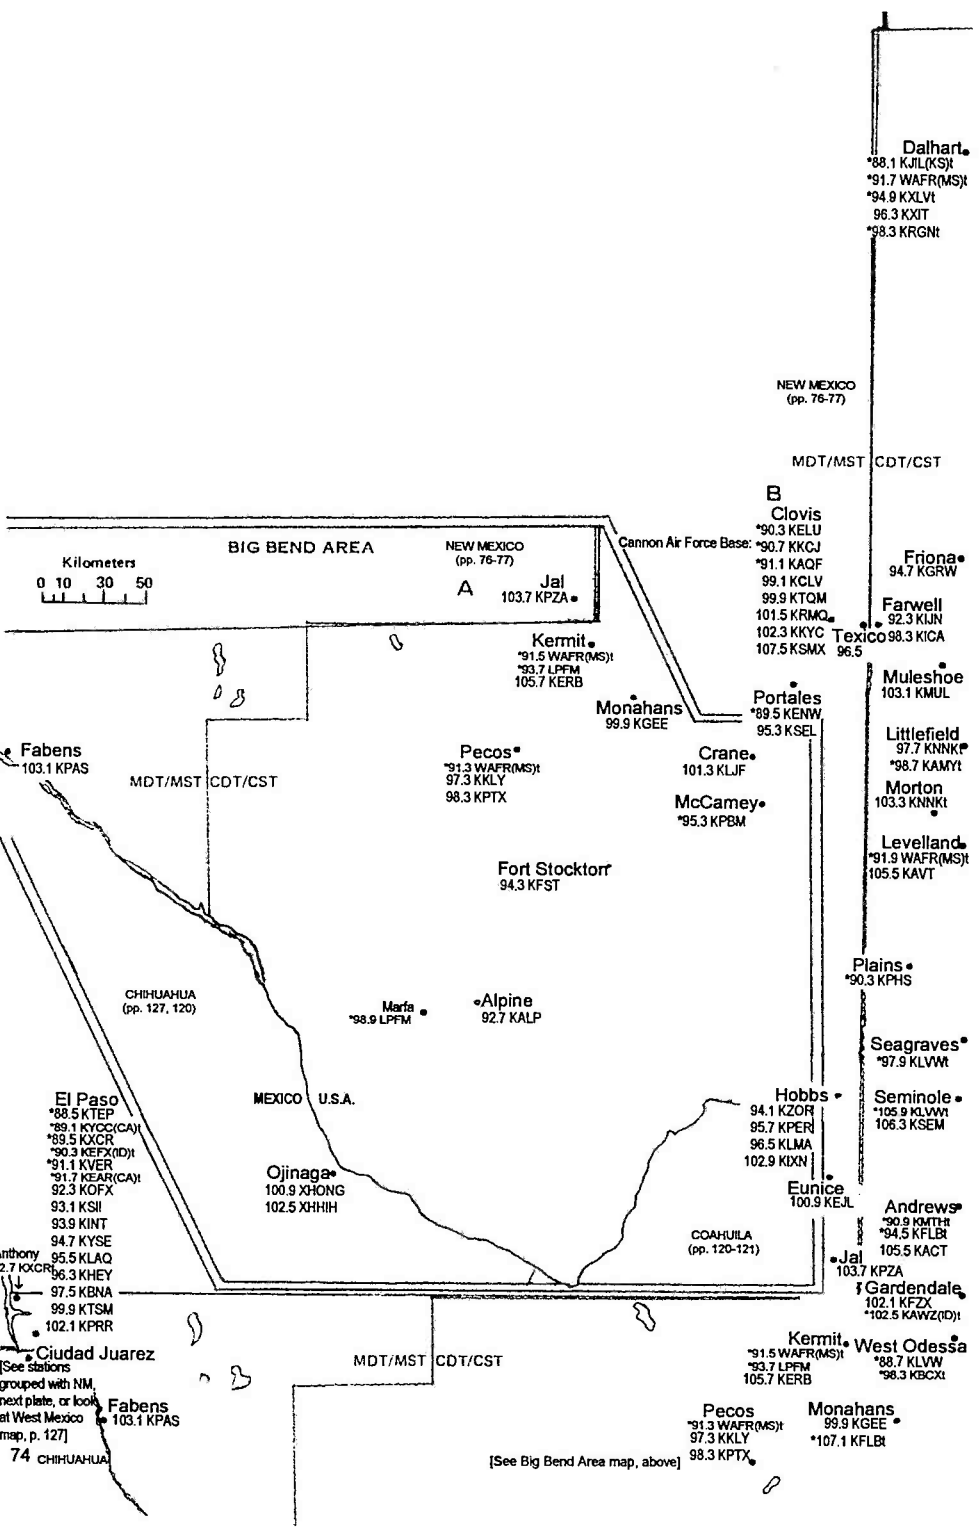 Dalhart
*88.1 KJIL(KS)t
*91.7 WAFR(MS)t
*94.9 KXLVt
96.3 KXIT
*98.3 KRGNt
NEW MEXICO
(pp. 76-77)
MDT/MST CDT/CST
B
Clovis
*90.3 KELU
Cannon Air Force Base: *90.7 KKCJ
*91.1 KAQF
99.1 KCLV
99.9 KTQM
101.5 KRMQ
102.3 KKYC
107.5 KSMX
Friona
94.7 KGRW
Farwell
92.3 KIJN
98.3 KICA
Texico
96.5
Muleshoe
103.1 KMUL
Portales
*89.5 KENW
95.3 KSEL
Littlefield
97.7 KNNKt
*98.7 KAMYt
Morton
103.3 KNNKt
Levelland
*91.9 WAFR(MS)t
105.5 KAVT
Plains
*90.3 KPHS
Seagraves
*97.9 KLVWt
Seminole
*105.9 KLVWt
106.3 KSEM
Hobbs
94.1 KZOR
95.7 KPER
96.5 KLMA
102.9 KIXN
Eunice
100.9 KEJL
Andrews
*90.9 KMTHt
*94.5 KFLBt
105.5 KACT
Jal
103.7 KPZA
Gardendale
102.1 KFZX
*102.5 KAWZ(ID)t
Kermit
*91.5 WAFR(MS)t
*93.7 LPFM
105.7 KERB
West Odessa
*88.7 KLVW
*98.3 KBCXt
Pecos
*91.3 WAFR(MS)t
97.3 KKLY
98.3 KPTX
Monahans
99.9 KGEE
*107.1 KFLBt
[See Big Bend Area map, above]
BIG BEND AREA
Kilometers
0 10 30 50
NEW MEXICO
(pp. 76-77)
A
Jal
103.7 KPZA
Kermit
*91.5 WAFR(MS)t
*93.7 LPFM
105.7 KERB
Monahans
99.9 KGEE
Fabens
103.1 KPAS
MDT/MST CDT/CST
Pecos
*91.3 WAFR(MS)t
97.3 KKLY
98.3 KPTX
Crane
101.3 KLJF
McCamey
*95.3 KPBM
Fort Stockton
94.3 KFST
CHIHUAHUA
(pp. 127, 120)
Marfa
*98.9 LPFM
Alpine
92.7 KALP
MEXICO U.S.A.
Ojinaga
100.9 XHONG
102.5 XHHIH
COAHUILA
(pp. 120-121)
El Paso
*88.5 KTEP
*89.1 KYCC(CA)t
*89.5 KXCR
*90.3 KEFX(ID)t
*91.1 KVER
*91.7 KEAR(CA)t
92.3 KOFX
93.1 KSII
93.9 KINT
94.7 KYSE
95.5 KLAQ
96.3 KHEY
97.5 KBNA
99.9 KTSM
102.1 KPRR
nthony
2.7 KXCR
Ciudad Juarez
[See stations
grouped with NM,
next plate, or look
at West Mexico
map, p. 127]
Fabens
103.1 KPAS
MDT/MST CDT/CST
74 CHIHUAHUA